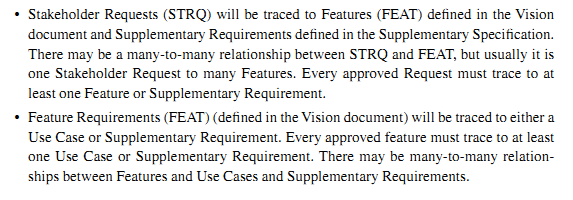 • Stakeholder Requests (STRQ) will be traced to Features (FEAT) defined in the Vision
document and Supplementary Requirements defined in the Supplementary Specification.
There may be a many-to-many relationship between STRQ and FEAT, but usually it is
one Stakeholder Request to many Features. Every approved Request must trace to at
least one Feature or Supplementary Requirement.
• Feature Requirements (FEAT) (defined in the Vision document) will be traced to either a
Use Case or Supplementary Requirement. Every approved feature must trace to at least
one Use Case or Supplementary Requirement. There may be many-to-many relation-
ships between Features and Use Cases and Supplementary Requirements.